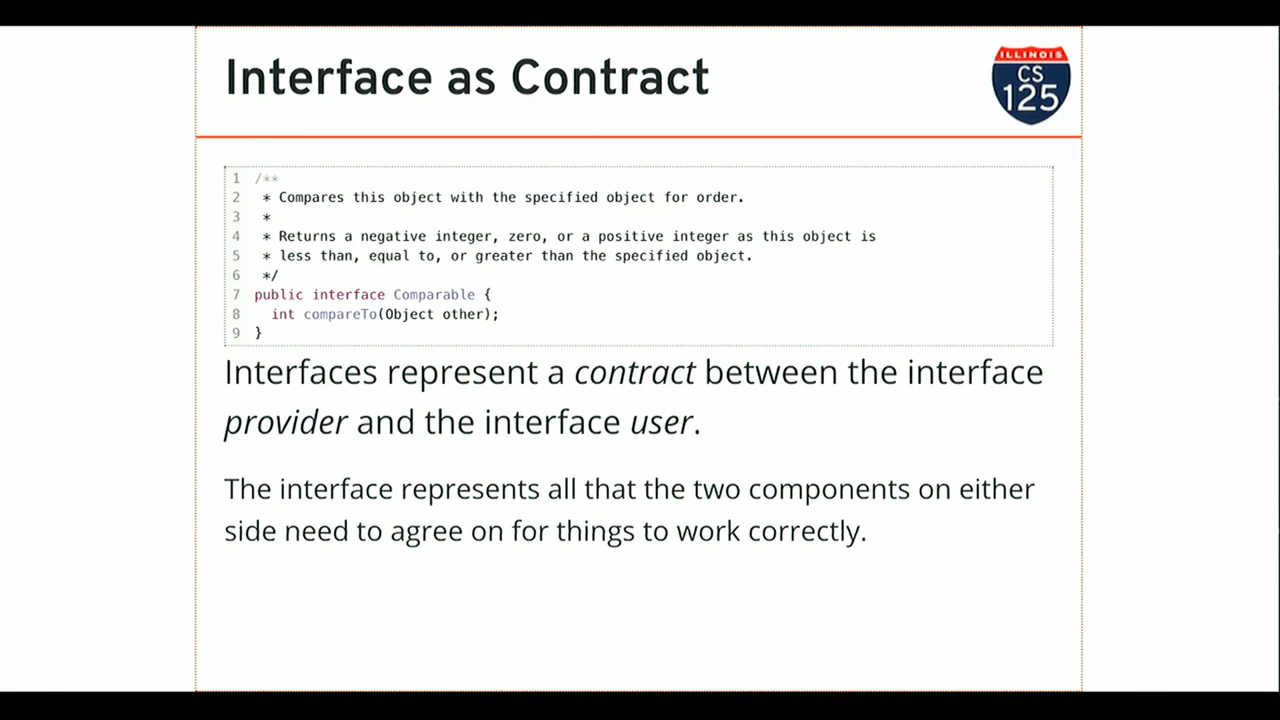 Interface as Contract
ILLINOIS
CS
125
1 /**
2  * Compares this object with the specified object for order.
3  *
4  * Returns a negative integer, zero, or a positive integer as this object is
5  * less than, equal to, or greater than the specified object.
6  */
7 public interface Comparable {
8   int compareTo(Object other);
9 }
Interfaces represent a contract between the interface
provider and the interface user.
The interface represents all that the two components on either
side need to agree on for things to work correctly.